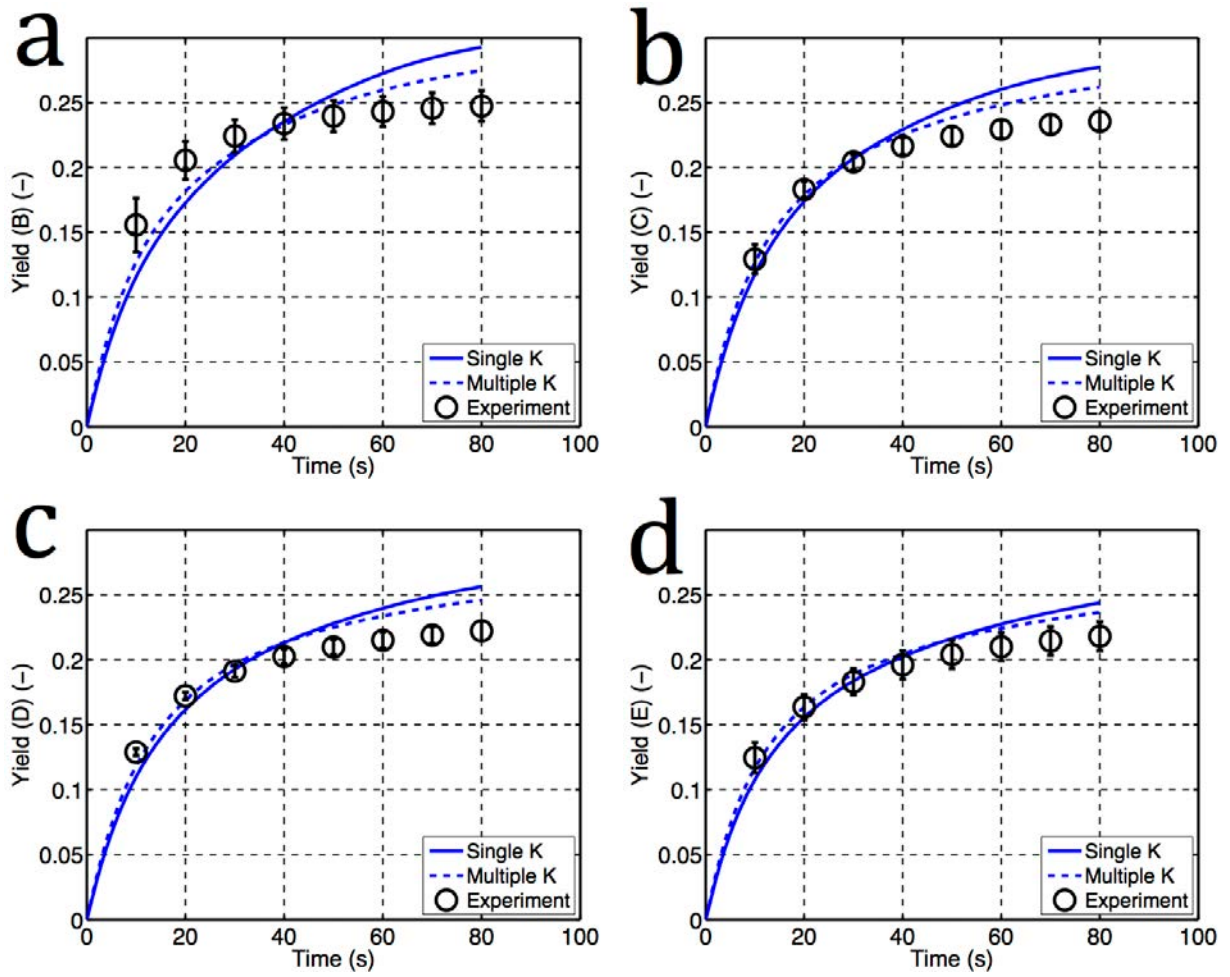 a
Yield (B) (–)
0.25
0.2
0.15
0.1
0.05
0
0 20 40 60 80 100
Time (s)
Single K
Multiple K
Experiment
b
Yield (C) (–)
0.25
0.2
0.15
0.1
0.05
0
0 20 40 60 80 100
Time (s)
Single K
Multiple K
Experiment
c
Yield (D) (–)
0.25
0.2
0.15
0.1
0.05
0
0 20 40 60 80 100
Time (s)
Single K
Multiple K
Experiment
d
Yield (E) (–)
0.25
0.2
0.15
0.1
0.05
0
0 20 40 60 80 100
Time (s)
Single K
Multiple K
Experiment